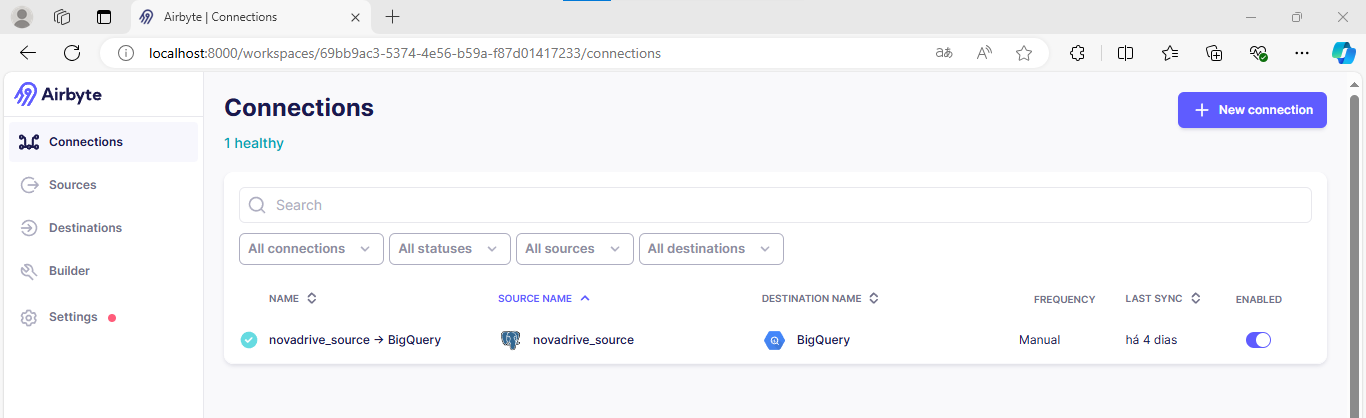 Airbyte | Connections
localhost:8000/workspaces/69bb9ac3-5374-4e56-b59a-f87d01417233/connections
Airbyte
Connections
Sources
Destinations
Builder
Settings
Connections
New connection
1 healthy
Search
All connections All statuses All sources All destinations
NAME SOURCE NAME DESTINATION NAME FREQUENCY LAST SYNC ENABLED
novadrive_source → BigQuery novadrive_source BigQuery Manual há 4 dias